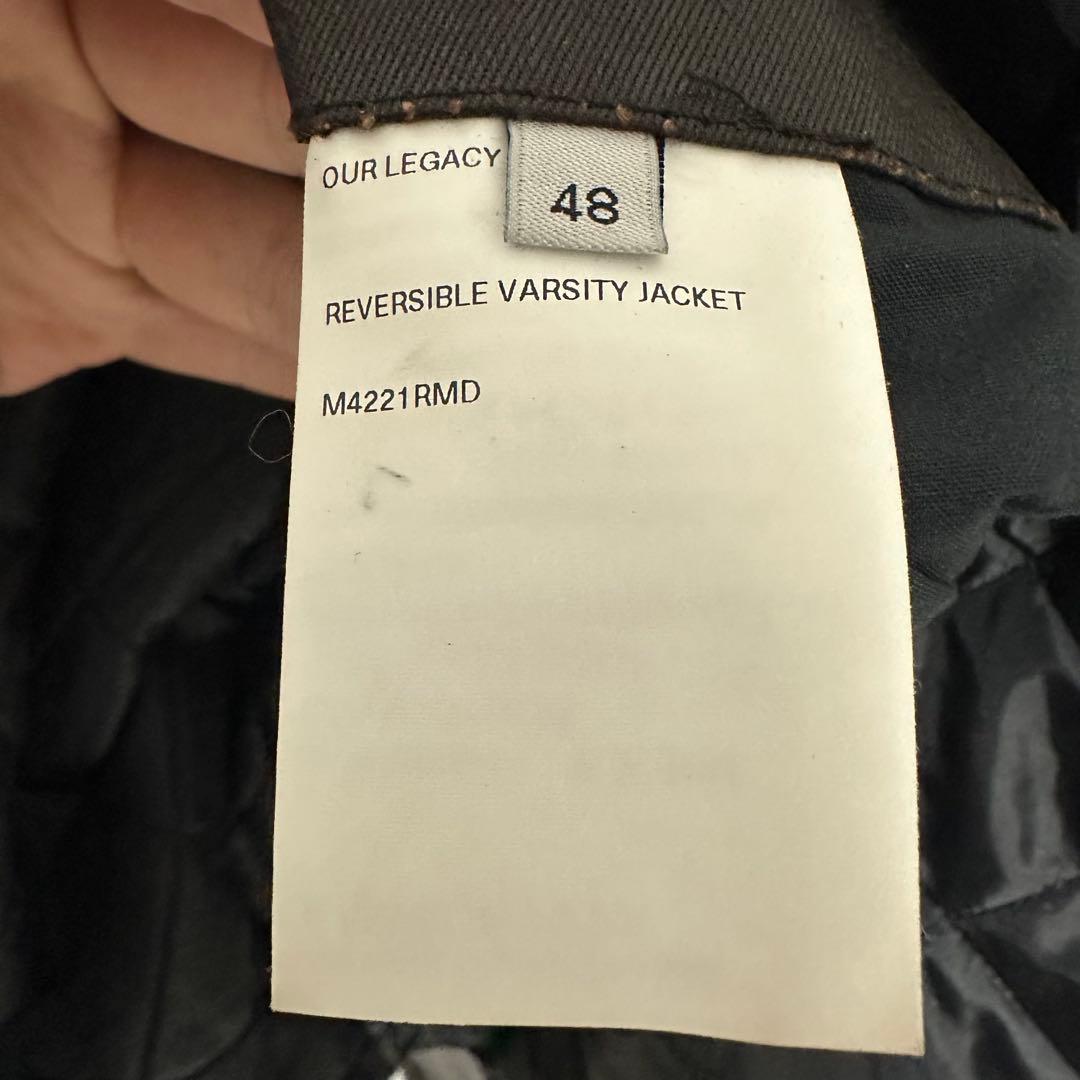 OUR LEGACY
48
REVERSIBLE VARSITY JACKET
M4221RMD